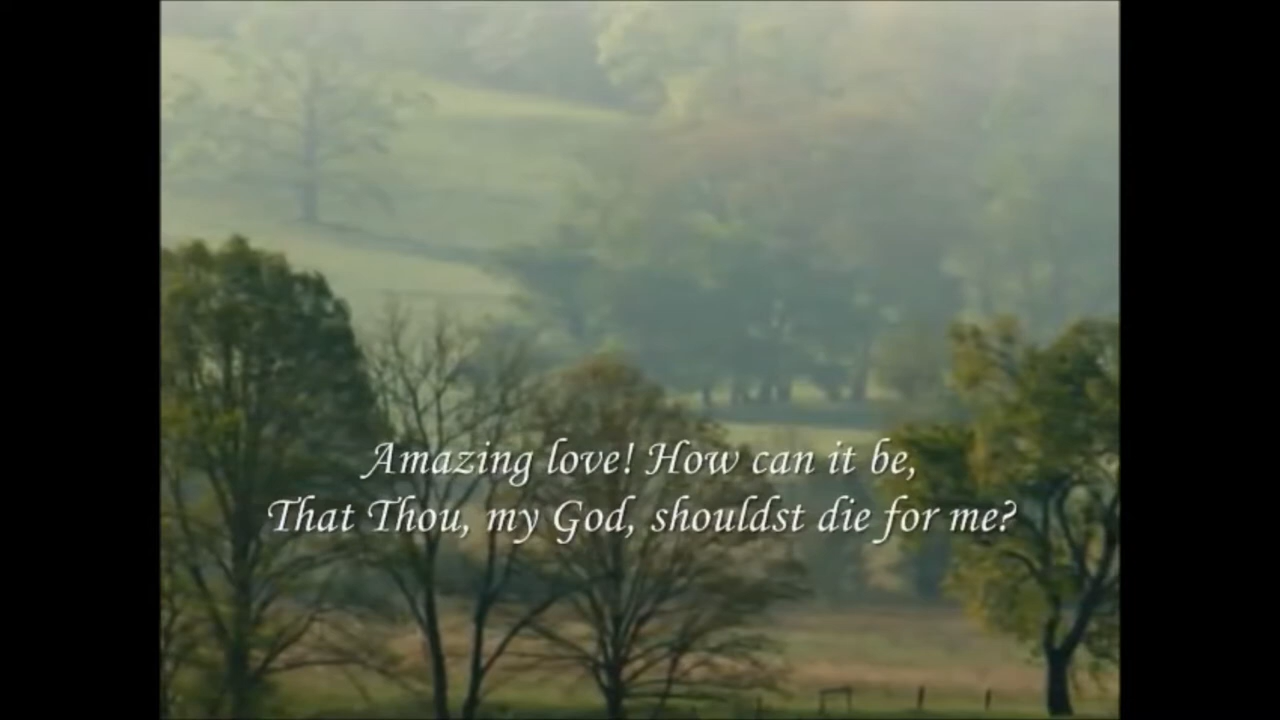 Amazing love! How can it be,
That Thou, my God, shouldst die for me?